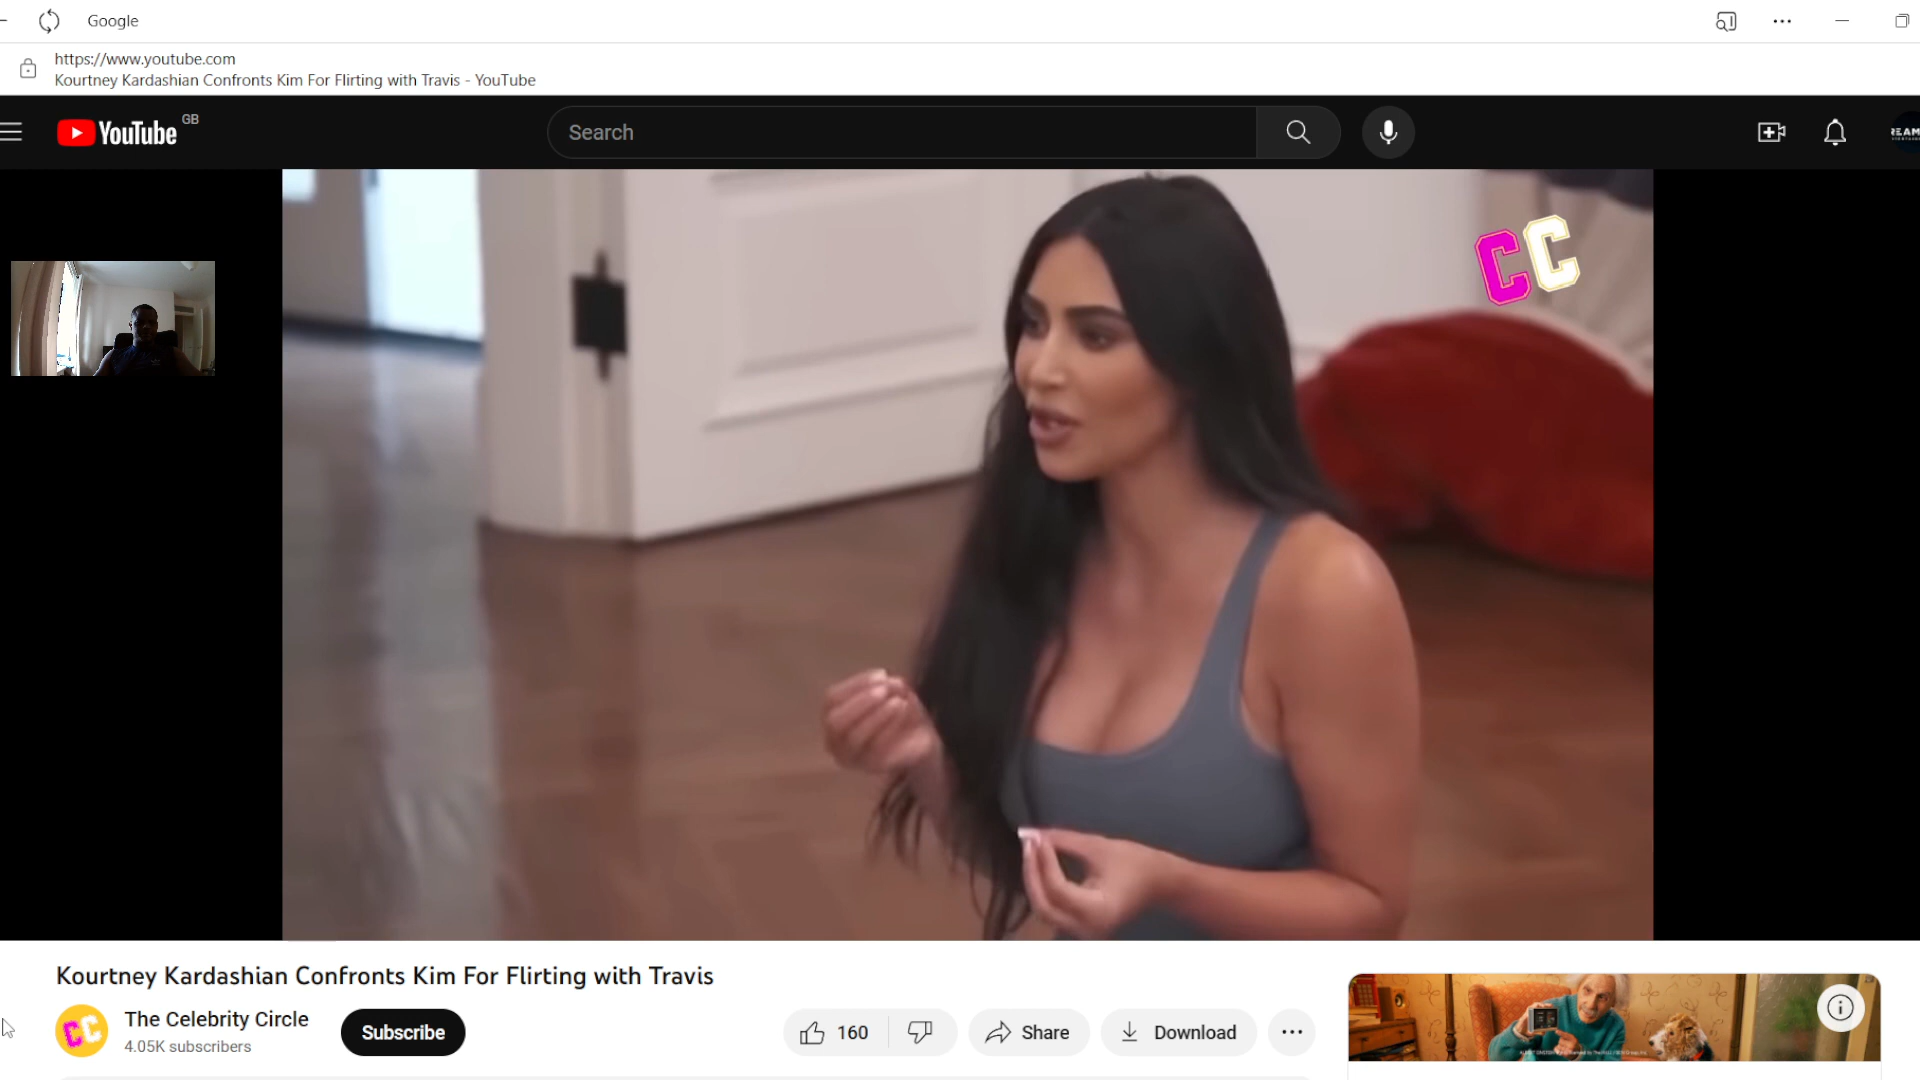 Google
https://www.youtube.com
Kourtney Kardashian Confronts Kim For Flirting with Travis - YouTube
YouTube GB
Search
CC
Kourtney Kardashian Confronts Kim For Flirting with Travis
CC
The Celebrity Circle
4.05K subscribers
Subscribe
160
Share
Download